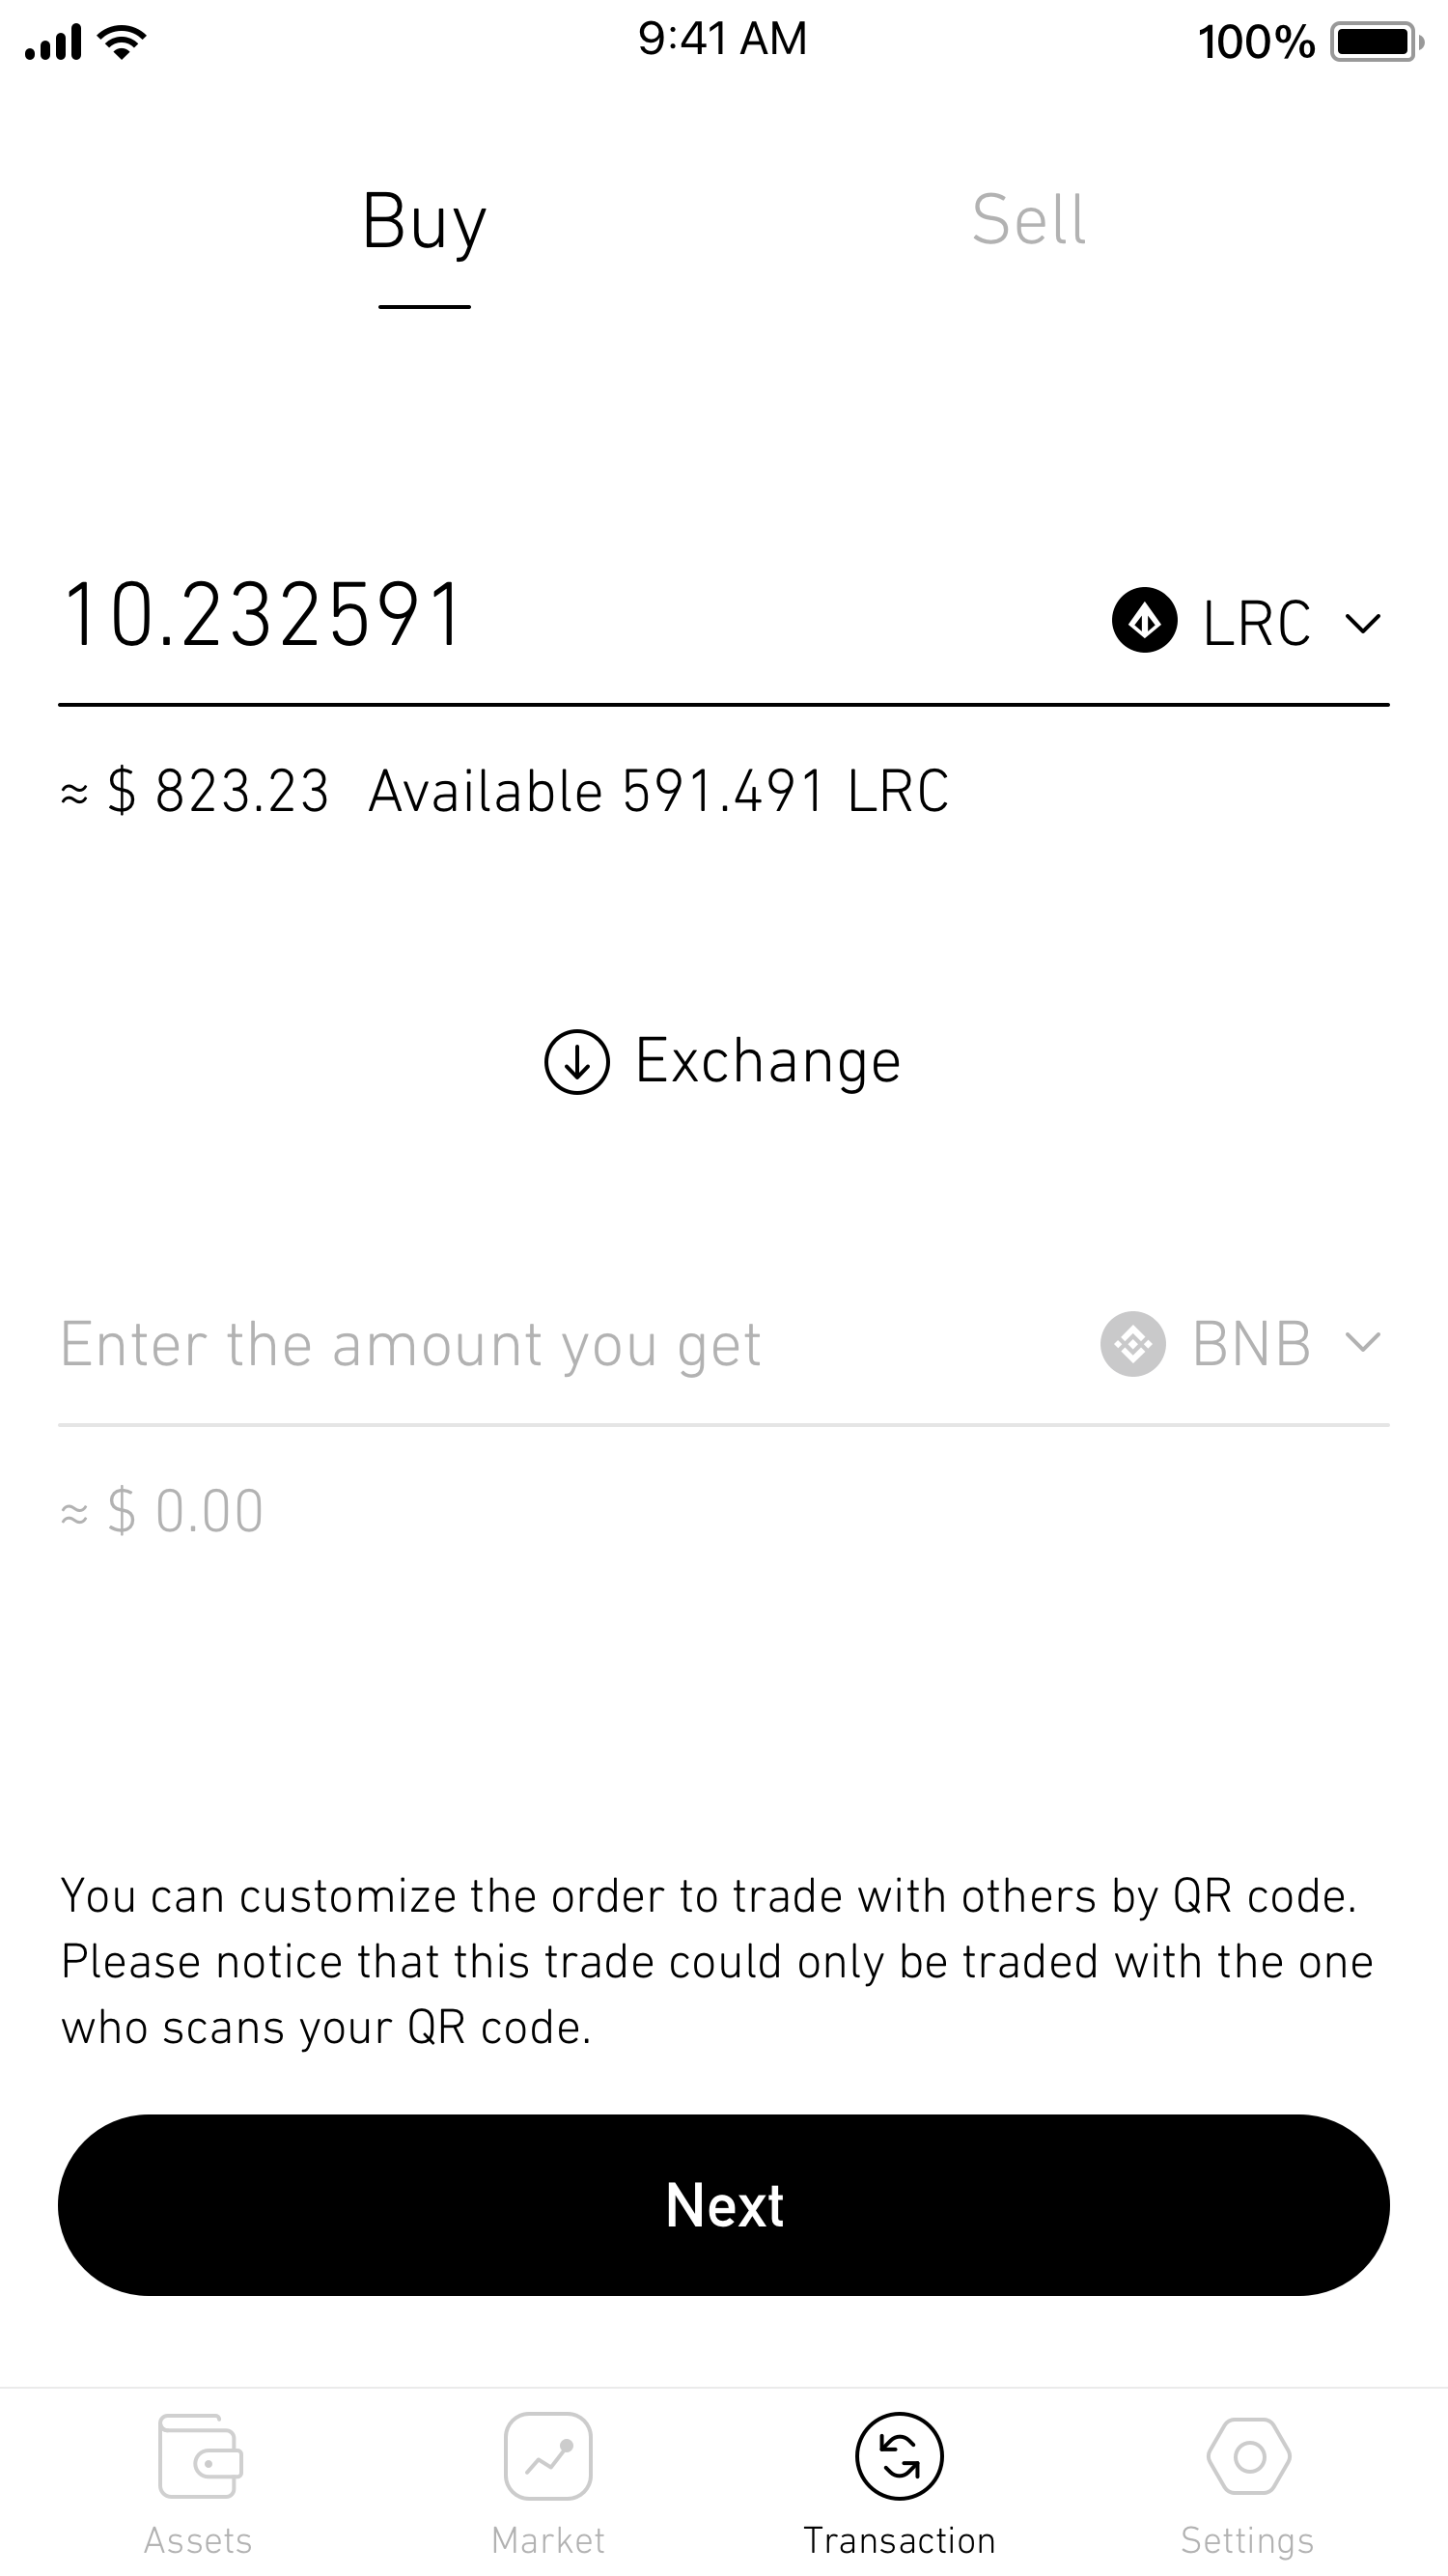 9:41 AM 100%
Buy Sell
10.232591 LRC
≈ $ 823.23 Available 591.491 LRC
Exchange
Enter the amount you get BNB
≈ $ 0.00
You can customize the order to trade with others by QR code.
Please notice that this trade could only be traded with the one
who scans your QR code.
Next
Assets Market Transaction Settings